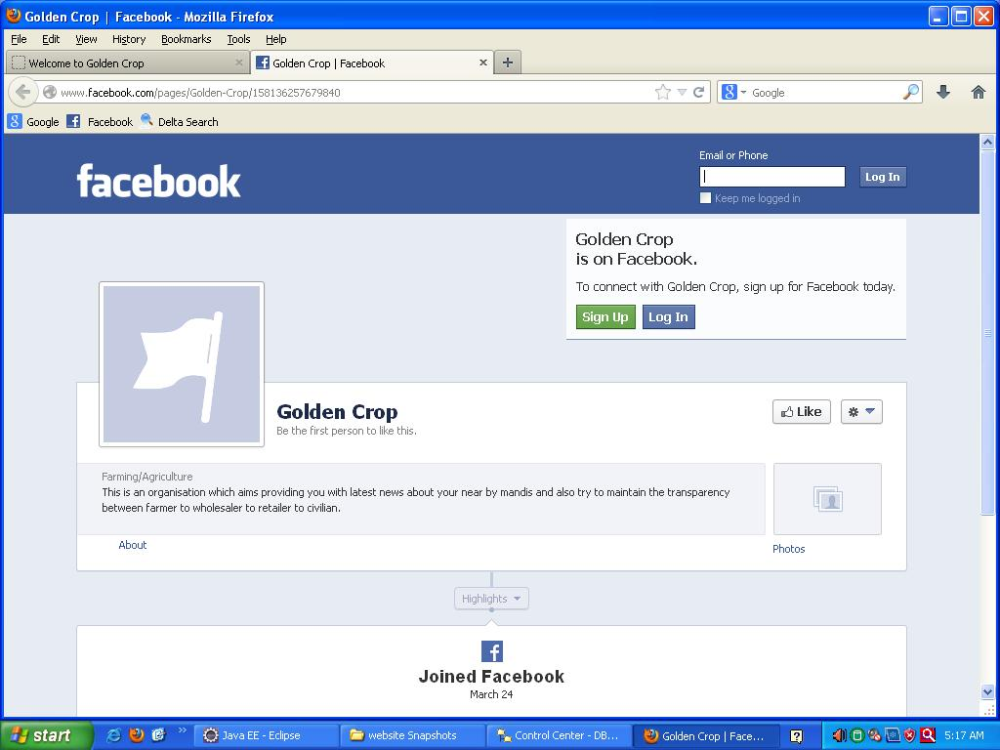 Golden Crop | Facebook - Mozilla Firefox
File Edit View History Bookmarks Tools Help
Welcome to Golden Crop
Golden Crop | Facebook
www.facebook.com/pages/Golden-Crop/158136257679840
Google
Google Facebook Delta Search
facebook
Email or Phone
Log In
Keep me logged in
Golden Crop
is on Facebook.
To connect with Golden Crop, sign up for Facebook today.
Sign Up Log In
Golden Crop
Be the first person to like this.
Like
Farming/Agriculture
This is an organisation which aims providing you with latest news about your near by mandis and also try to maintain the transparency
between farmer to wholesaler to retailer to civilian.
About
Photos
Highlights
Joined Facebook
March 24
start
Java EE - Eclipse
website Snapshots
Control Center - DB...
Golden Crop | Face...
5:17 AM